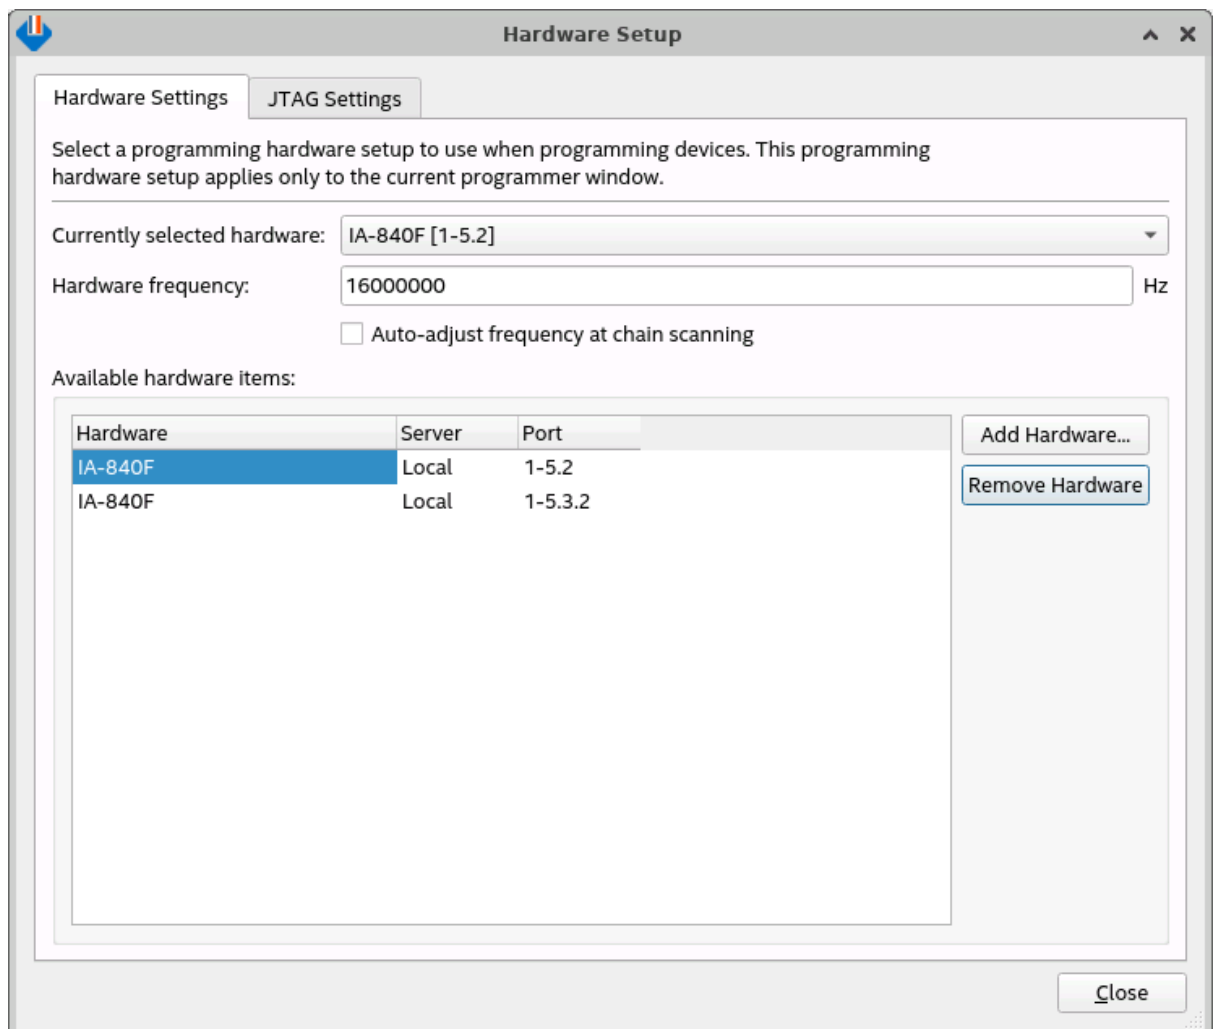 Hardware Setup
Hardware Settings
JTAG Settings
Select a programming hardware setup to use when programming devices. This programming
hardware setup applies only to the current programmer window.
Currently selected hardware: IA-840F [1-5.2]
Hardware frequency: 16000000 Hz
Auto-adjust frequency at chain scanning
Available hardware items:
Hardware Server Port
IA-840F Local 1-5.2
IA-840F Local 1-5.3.2
Add Hardware...
Remove Hardware
Close